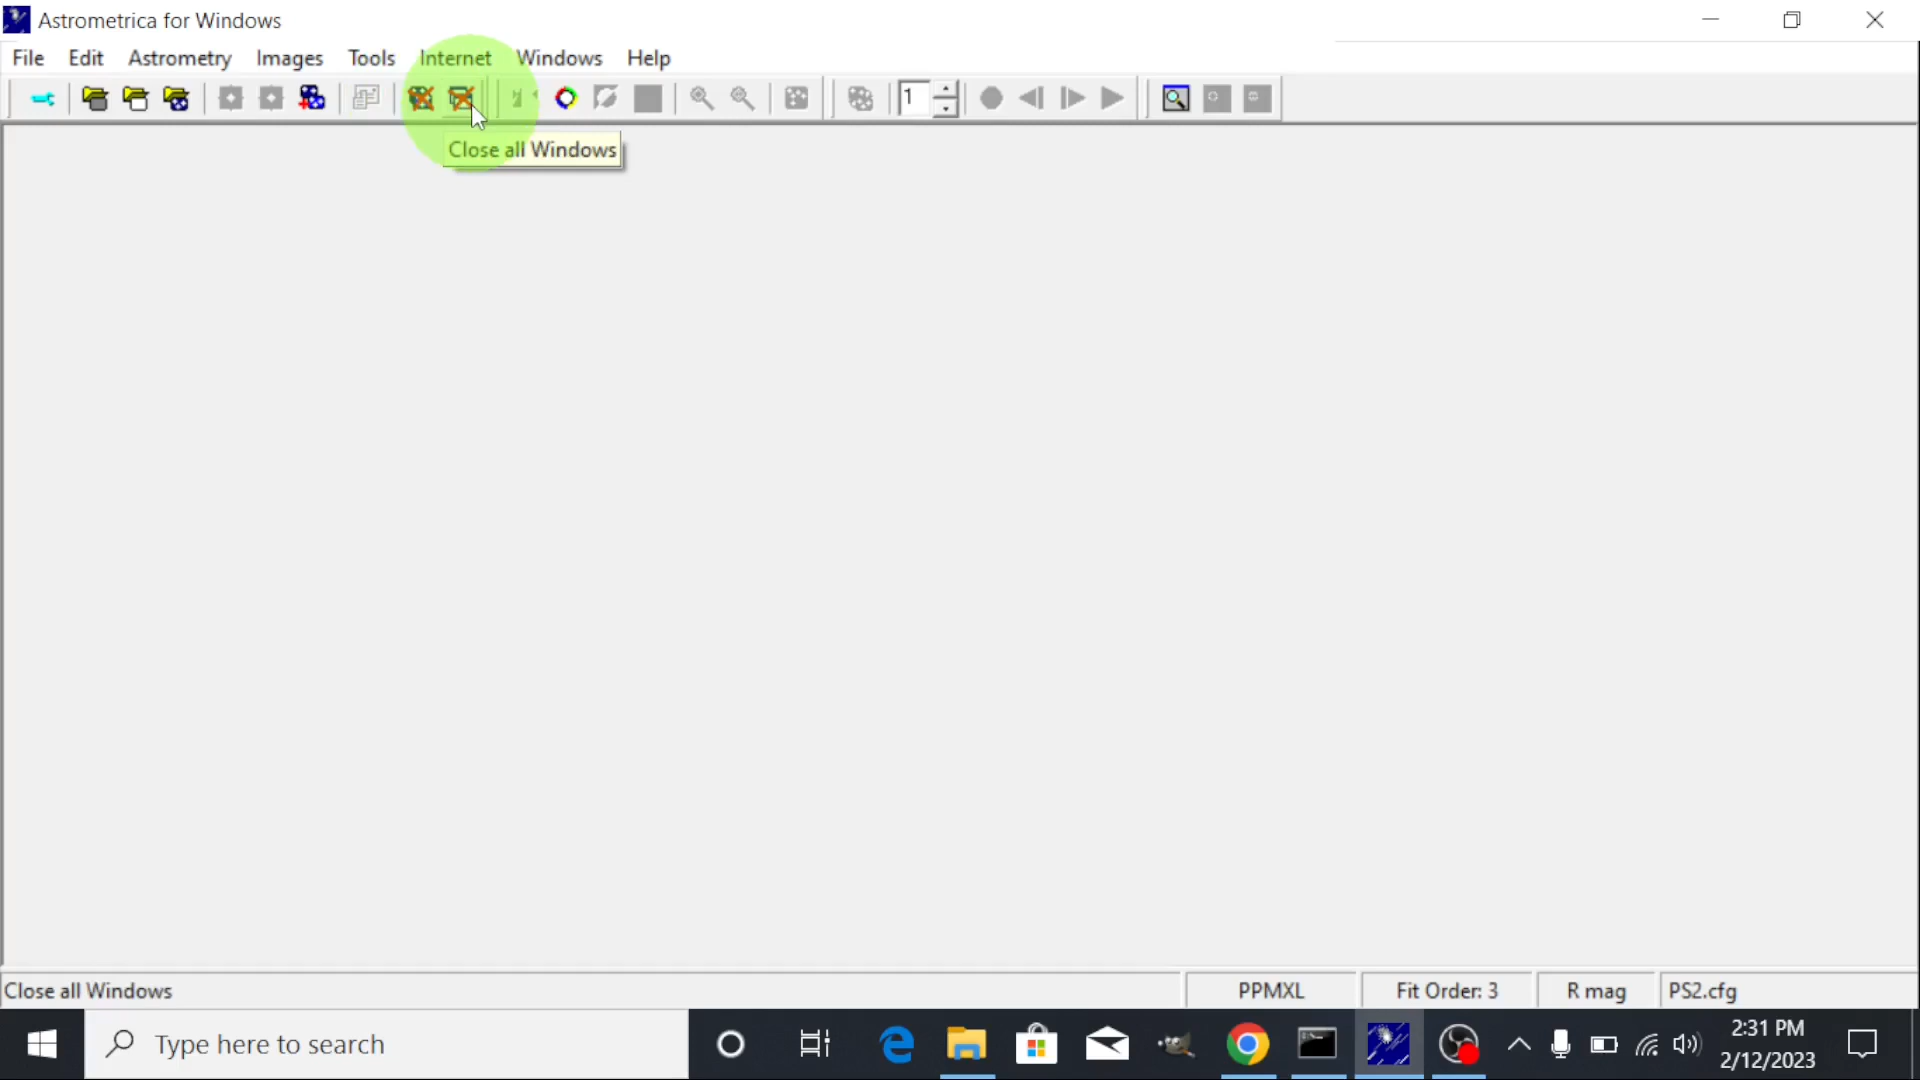 Astrometrica for Windows
File Edit Astrometry Images Tools Internet Windows Help
1
Close all Windows
Close all Windows PPMXL Fit Order: 3 R mag PS2.cfg
Type here to search
2:31 PM
2/12/2023